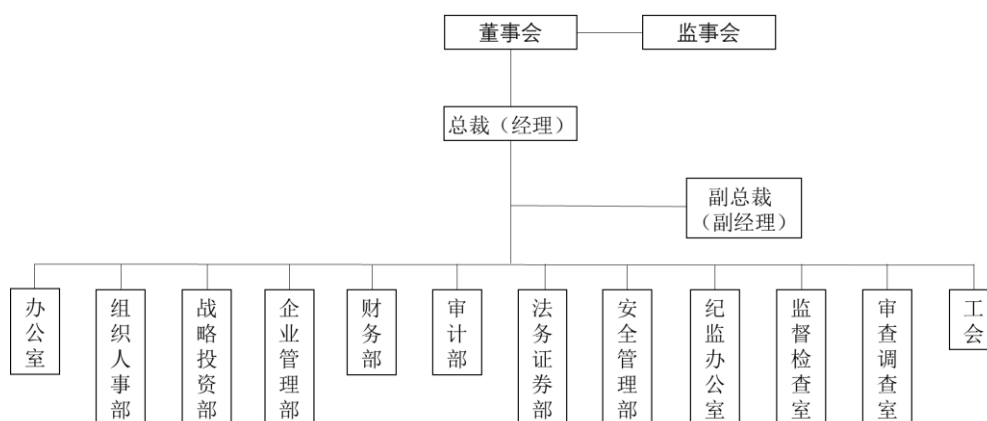 董事会
监事会
总裁（经理）
副总裁
（副经理）
办公室
组织人事部
战略投资部
企业管理部
财务部
审计部
法务证券部
安全管理部
纪监办公室
监督检查室
审查调查室
工会